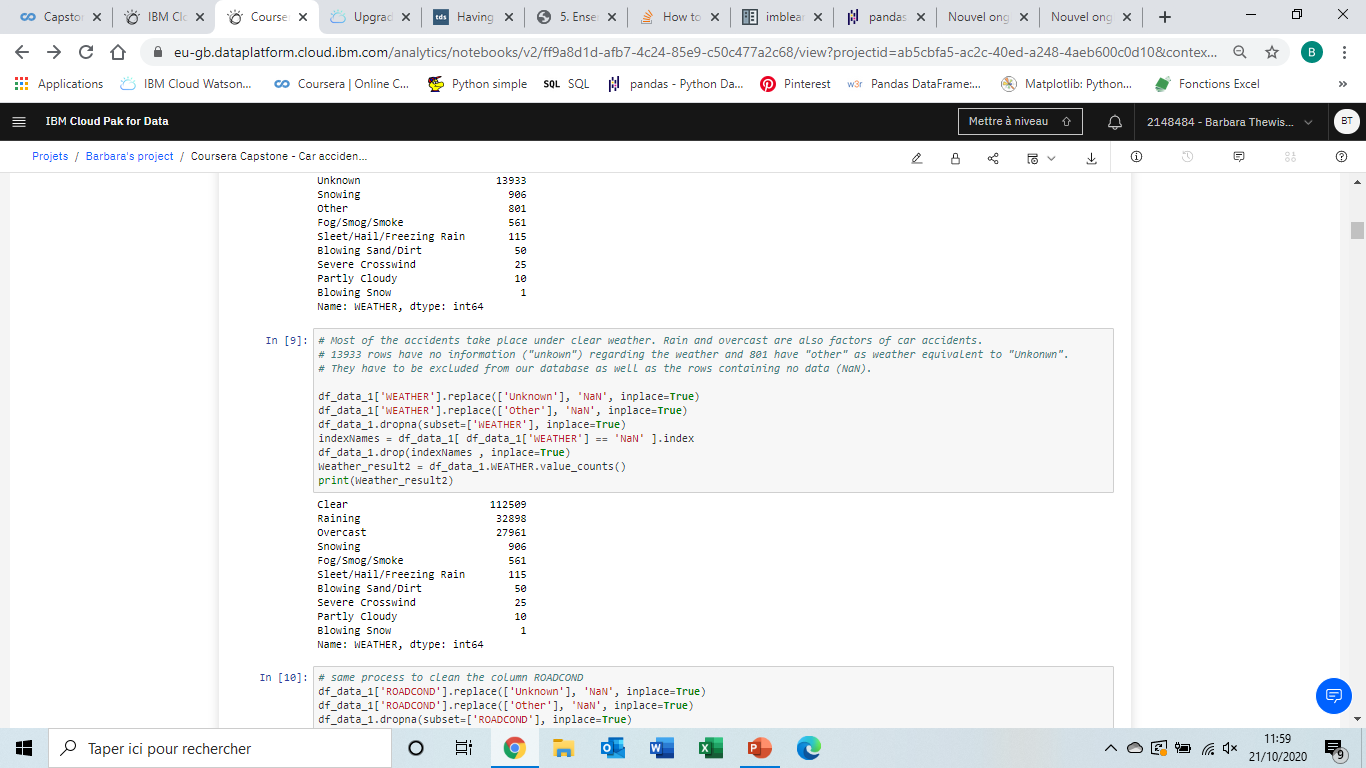 Capsto
IBM Cl
Course
Upgrad
tds Having
5. Ense
How to
imblear
pandas
Nouvel ong
Nouvel ong
eu-gb.dataplatform.cloud.ibm.com/analytics/notebooks/v2/ff9a8d1d-afb7-4c24-85e9-c50c477a2c68/view?projectid=ab5cbfa5-ac2c-40ed-a248-4aeb600c0d10&contex...
B
Applications
IBM Cloud Watson...
Coursera | Online C...
Python simple
SQL SQL
pandas - Python Da...
Pinterest
w3r Pandas DataFrame:...
Matplotlib: Python...
Fonctions Excel
»
IBM Cloud Pak for Data
Mettre à niveau
2148484 - Barbara Thewis...
BT
Projets / Barbara's project / Coursera Capstone - Car acciden...
Unknown 13933
Snowing 906
Other 801
Fog/Smog/Smoke 561
Sleet/Hail/Freezing Rain 115
Blowing Sand/Dirt 50
Severe Crosswind 25
Partly Cloudy 10
Blowing Snow 1
Name: WEATHER, dtype: int64
In [9]:
# Most of the accidents take place under clear weather. Rain and overcast are also factors of car accidents.
# 13933 rows have no information ("unkown") regarding the weather and 801 have "other" as weather equivalent to "Unkonwn".
# They have to be excluded from our database as well as the rows containing no data (NaN).
df_data_1['WEATHER'].replace(['Unknown'], 'NaN', inplace=True)
df_data_1['WEATHER'].replace(['Other'], 'NaN', inplace=True)
df_data_1.dropna(subset=['WEATHER'], inplace=True)
indexNames = df_data_1[ df_data_1['WEATHER'] == 'NaN' ].index
df_data_1.drop(indexNames , inplace=True)
Weather_result2 = df_data_1.WEATHER.value_counts()
print(Weather_result2)
Clear 112509
Raining 32898
Overcast 27961
Snowing 906
Fog/Smog/Smoke 561
Sleet/Hail/Freezing Rain 115
Blowing Sand/Dirt 50
Severe Crosswind 25
Partly Cloudy 10
Blowing Snow 1
Name: WEATHER, dtype: int64
In [10]:
# same process to clean the column ROADCOND
df_data_1['ROADCOND'].replace(['Unknown'], 'NaN', inplace=True)
df_data_1['ROADCOND'].replace(['Other'], 'NaN', inplace=True)
df_data_1.dropna(subset=['ROADCOND'], inplace=True)
Taper ici pour rechercher
11:59
21/10/2020
9